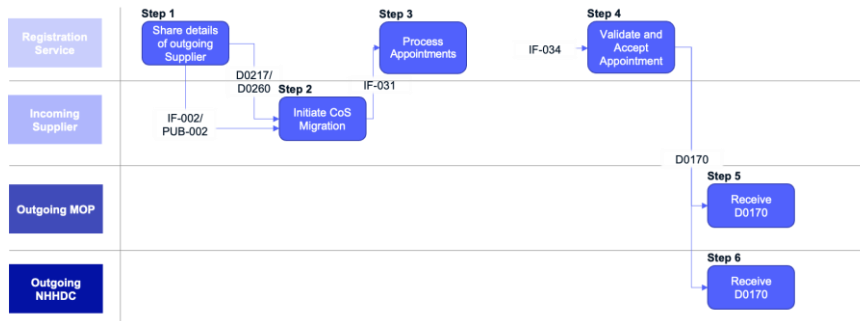 Step 1
Step 3
Step 4
Registration
Service
Share details
of outgoing
Supplier
Process
Appointments
IF-034
Validate and
Accept
Appointment
D0217/
D0260
Step 2
IF-031
Incoming
Supplier
IF-002/
PUB-002
Initiate CoS
Migration
D0170
Step 5
Outgoing MOP
Receive
D0170
Step 6
Outgoing
NHHDC
Receive
D0170